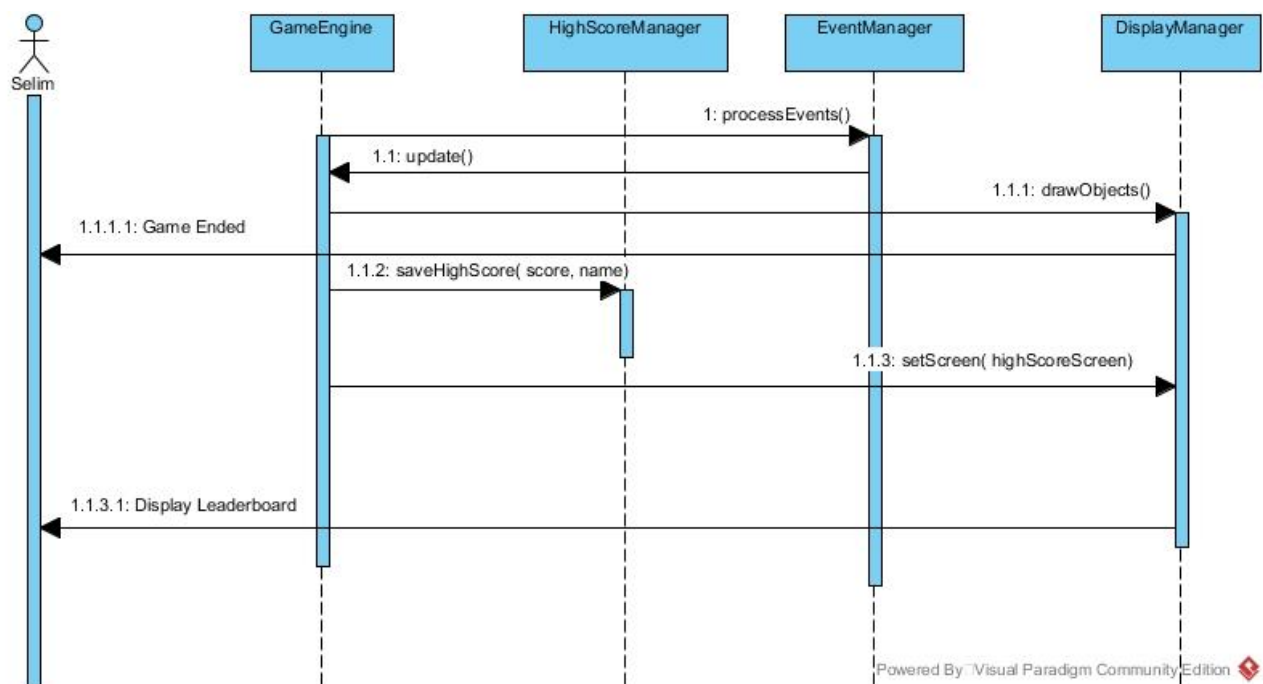 GameEngine
HighScoreManager
EventManager
DisplayManager
Selim
1: processEvents()
1.1: update()
1.1.1: drawObjects()
1.1.1.1: Game Ended
1.1.2: saveHighScore( score, name)
1.1.3: setScreen( highScoreScreen)
1.1.3.1: Display Leaderboard
Powered By Visual Paradigm Community Edition